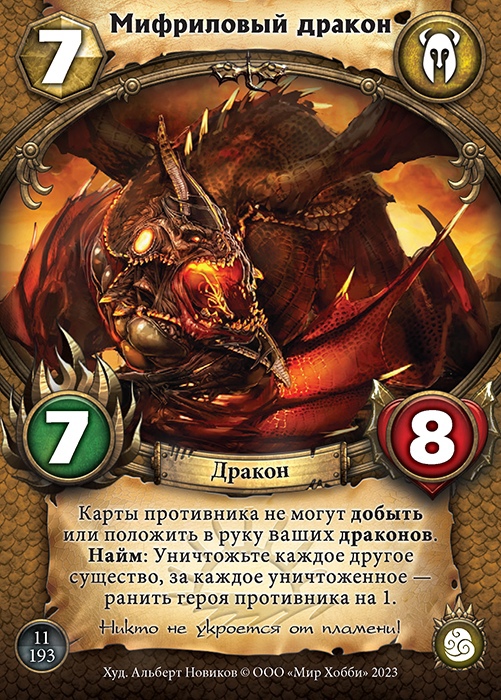 7
Мифриловый дракон
7
8
Дракон
Карты противника не могут добыть
или положить в руку ваших драконов.
Найм: Уничтожьте каждое другое
существо, за каждое уничтоженное —
ранить героя противника на 1.
Никто не укроется от пламени!
11
193
Худ. Альберт Новиков © ООО «Мир Хобби» 2023